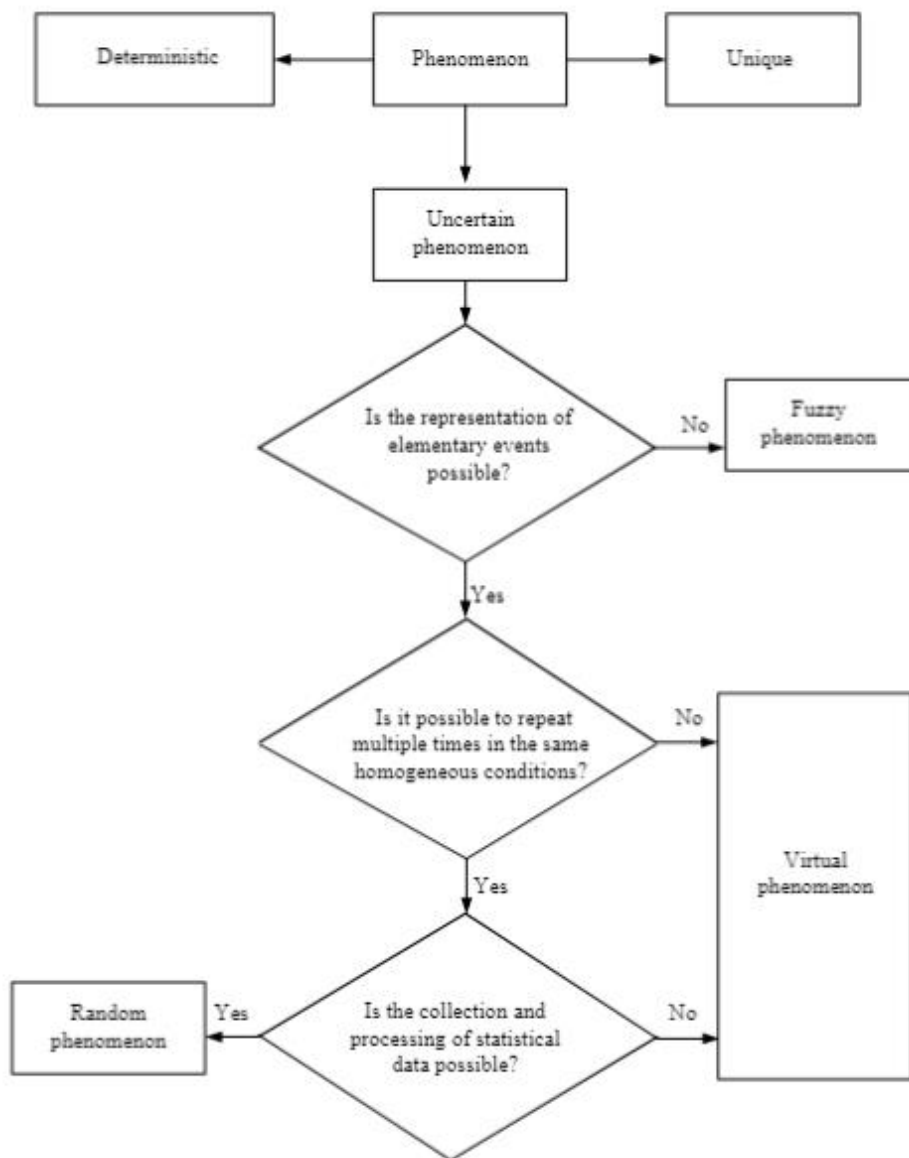 Deterministic
Phenomenon
Unique
Uncertain
phenomenon
Is the representation of
elementary events
possible?
No
Fuzzy
phenomenon
Yes
Is it possible to repeat
multiple times in the same
homogeneous conditions?
No
Virtual
phenomenon
Yes
Is the collection and
processing of statistical
data possible?
Yes
Random
phenomenon
No